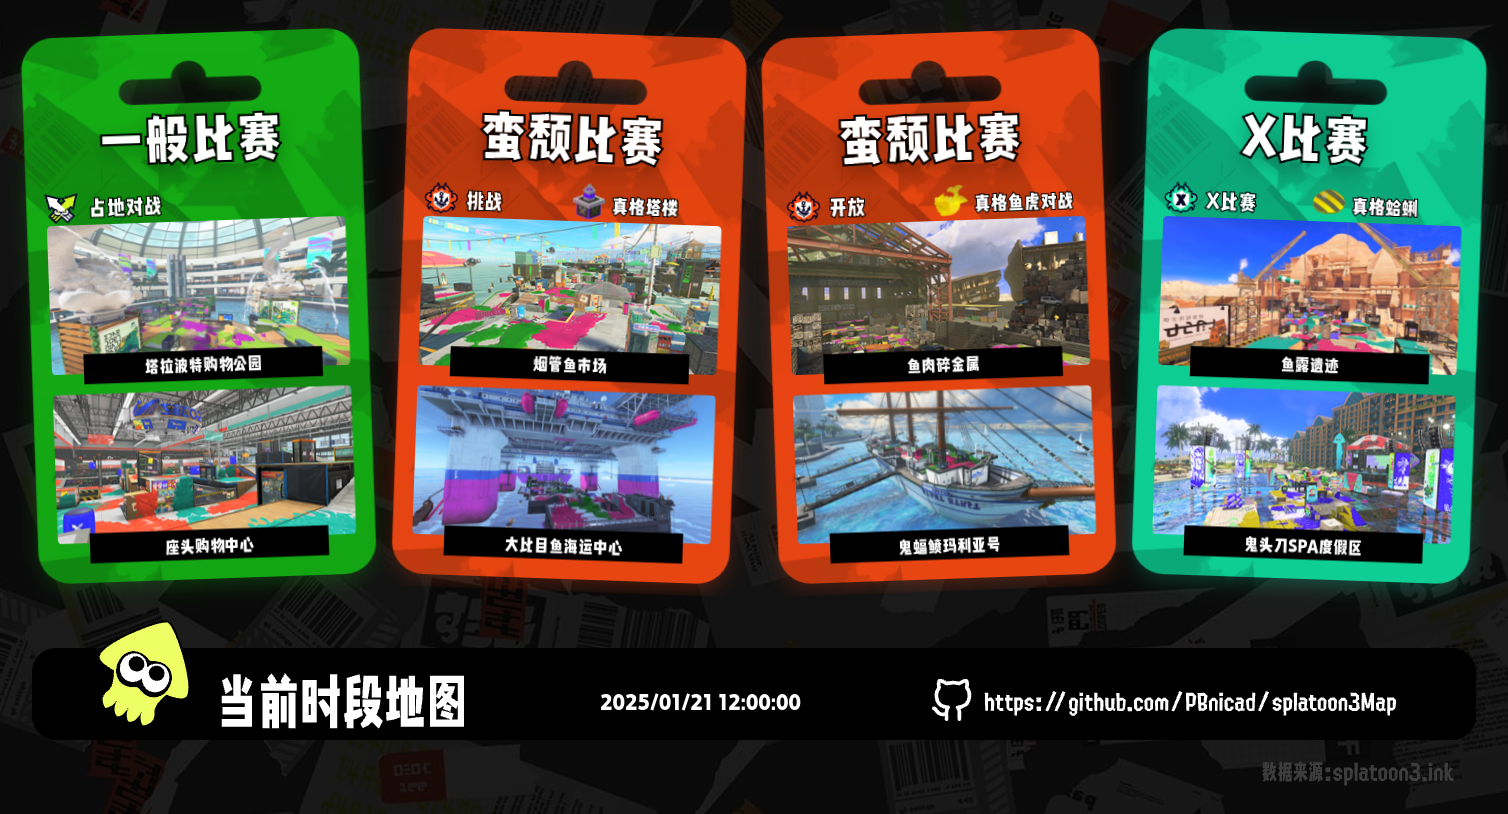 一般比赛
占地对战
塔拉波特购物公园
座头购物中心
蛮颓比赛
挑战
真格塔楼
烟管鱼市场
大比目鱼海运中心
蛮颓比赛
开放
真格鱼虎对战
鱼肉碎金属
鬼蝠鲼玛利亚号
X比赛
X比赛
真格蛤蜊
鱼露遗迹
鬼头刀SPA度假区
当前时段地图
2025/01/21 12:00:00
https://github.com/PBnicad/splatoon3Map
数据来源:splatoon3.ink